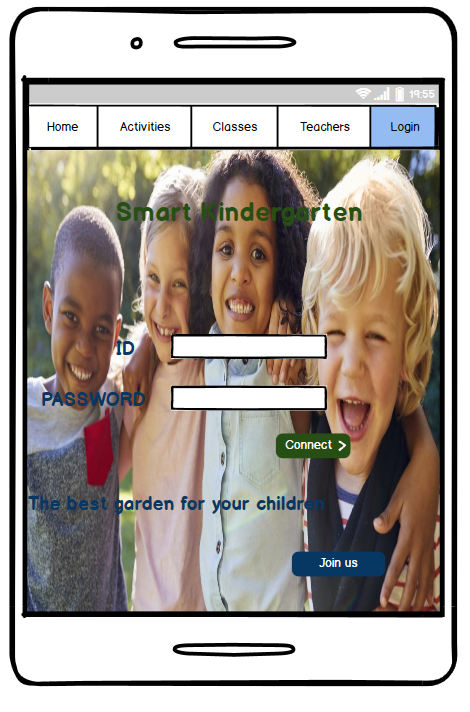 19:55
Home Activities Classes Teachers Login
Smart Kindergarten
ID
PASSWORD
Connect >
The best garden for your children
Join us